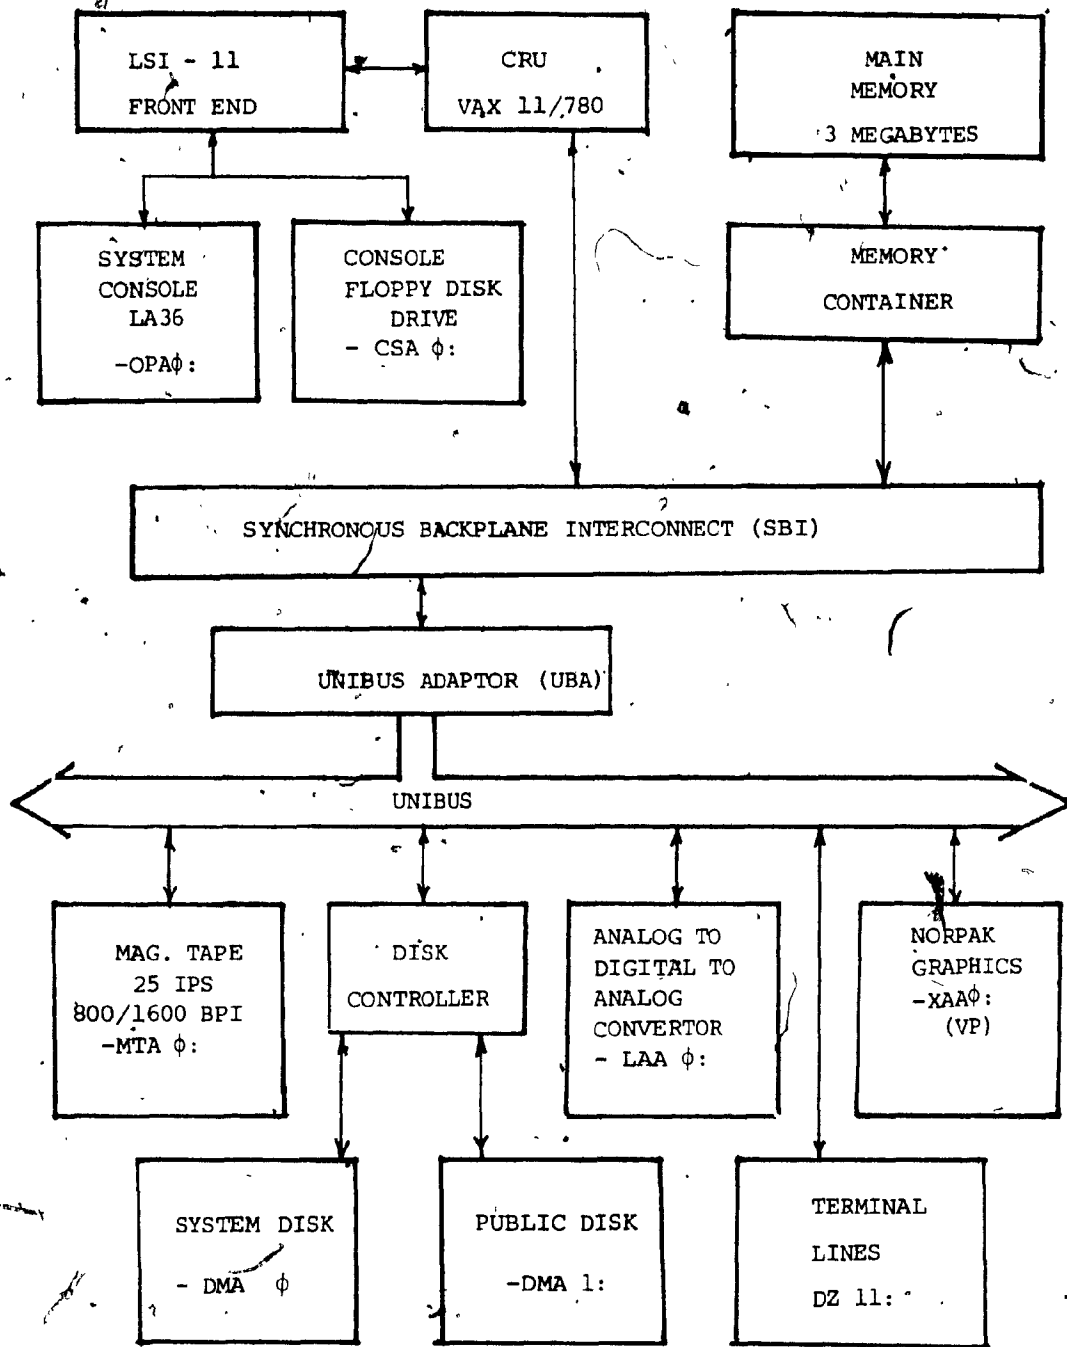 LSI - 11
FRONT END
CRU
VAX 11/780
MAIN
MEMORY
3 MEGABYTES
SYSTEM
CONSOLE
LA36
-OPAϕ:
CONSOLE
FLOPPY DISK
DRIVE
- CSA ϕ:
MEMORY
CONTAINER
SYNCHRONOUS BACKPLANE INTERCONNECT (SBI)
UNIBUS ADAPTOR (UBA)
UNIBUS
MAG. TAPE
25 IPS
800/1600 BPI
-MTA ϕ:
DISK
CONTROLLER
ANALOG TO
DIGITAL TO
ANALOG
CONVERTOR
- LAA ϕ:
NORPAK
GRAPHICS
-XAAϕ:
(VP)
SYSTEM DISK
- DMA ϕ
PUBLIC DISK
-DMA 1:
TERMINAL
LINES
DZ 11: